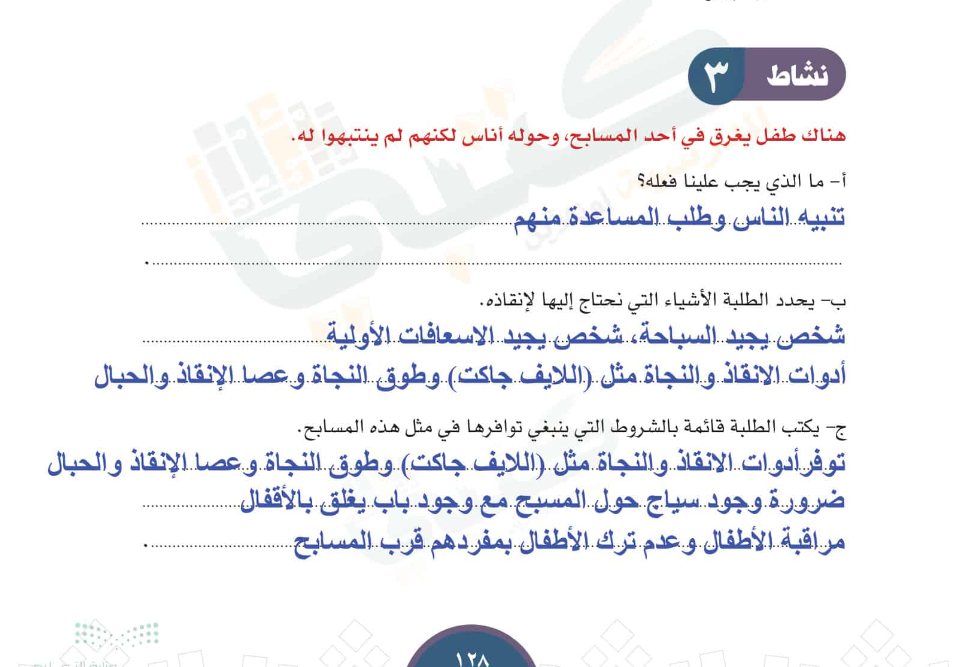 نشاط ٣
هناك طفل يغرق في أحد المسابح، وحوله أناس لكنهم لم ينتبهوا له.
أ- ما الذي يجب علينا فعله؟
تنبيه الناس وطلب المساعدة منهم
ب- يحدد الطلبة الأشياء التي نحتاج إليها لإنقاذه.
شخص يجيد السباحة، شخص يجيد الاسعافات الأولية
أدوات الانقاذ والنجاة مثل (اللايف جاكت) وطوق النجاة وعصا الإنقاذ والحبال
ج- يكتب الطلبة قائمة بالشروط التي ينبغي توافرها في مثل هذه المسابح.
توفر أدوات الانقاذ والنجاة مثل (اللايف جاكت) وطوق النجاة وعصا الإنقاذ والحبال
ضرورة وجود سياج حول المسبح مع وجود باب يغلق بالأقفال
مراقبة الأطفال وعدم ترك الأطفال بمفردهم قرب المسابح
١٢٨